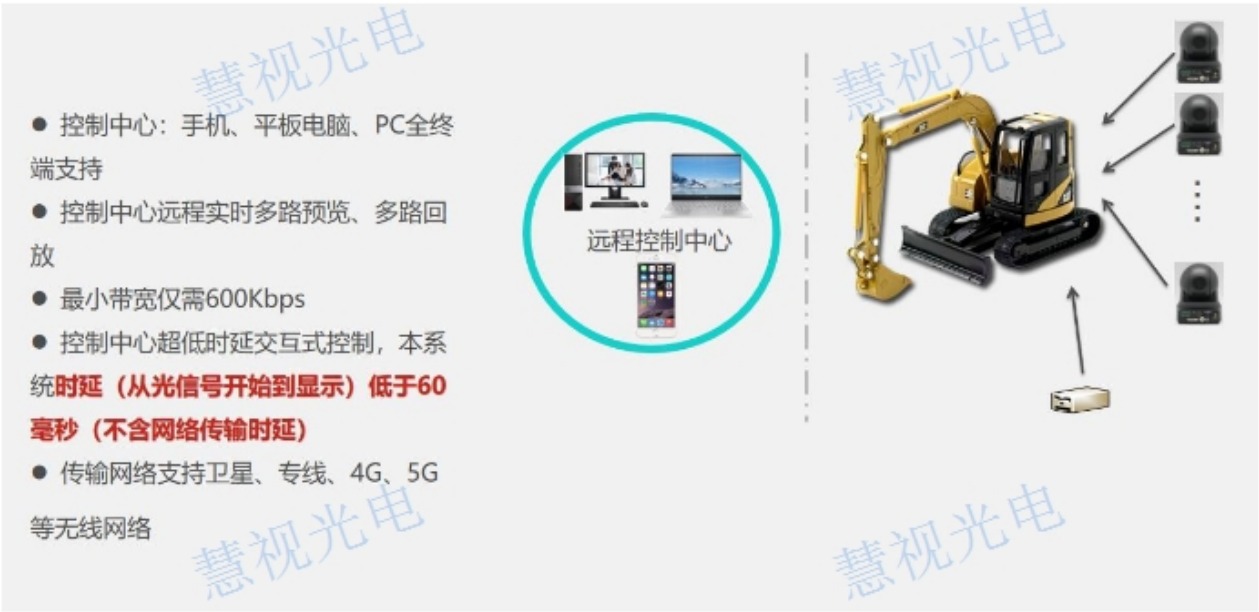 慧视光电
慧视光电
● 控制中心：手机、平板电脑、PC全终
端支持
● 控制中心远程实时多路预览、多路回
放
● 最小带宽仅需600Kbps
● 控制中心超低时延交互式控制，本系
统时延（从光信号开始到显示）低于60
毫秒（不含网络传输时延）
● 传输网络支持卫星、专线、4G、5G
等无线网络
远程控制中心
慧视光电
慧视光电